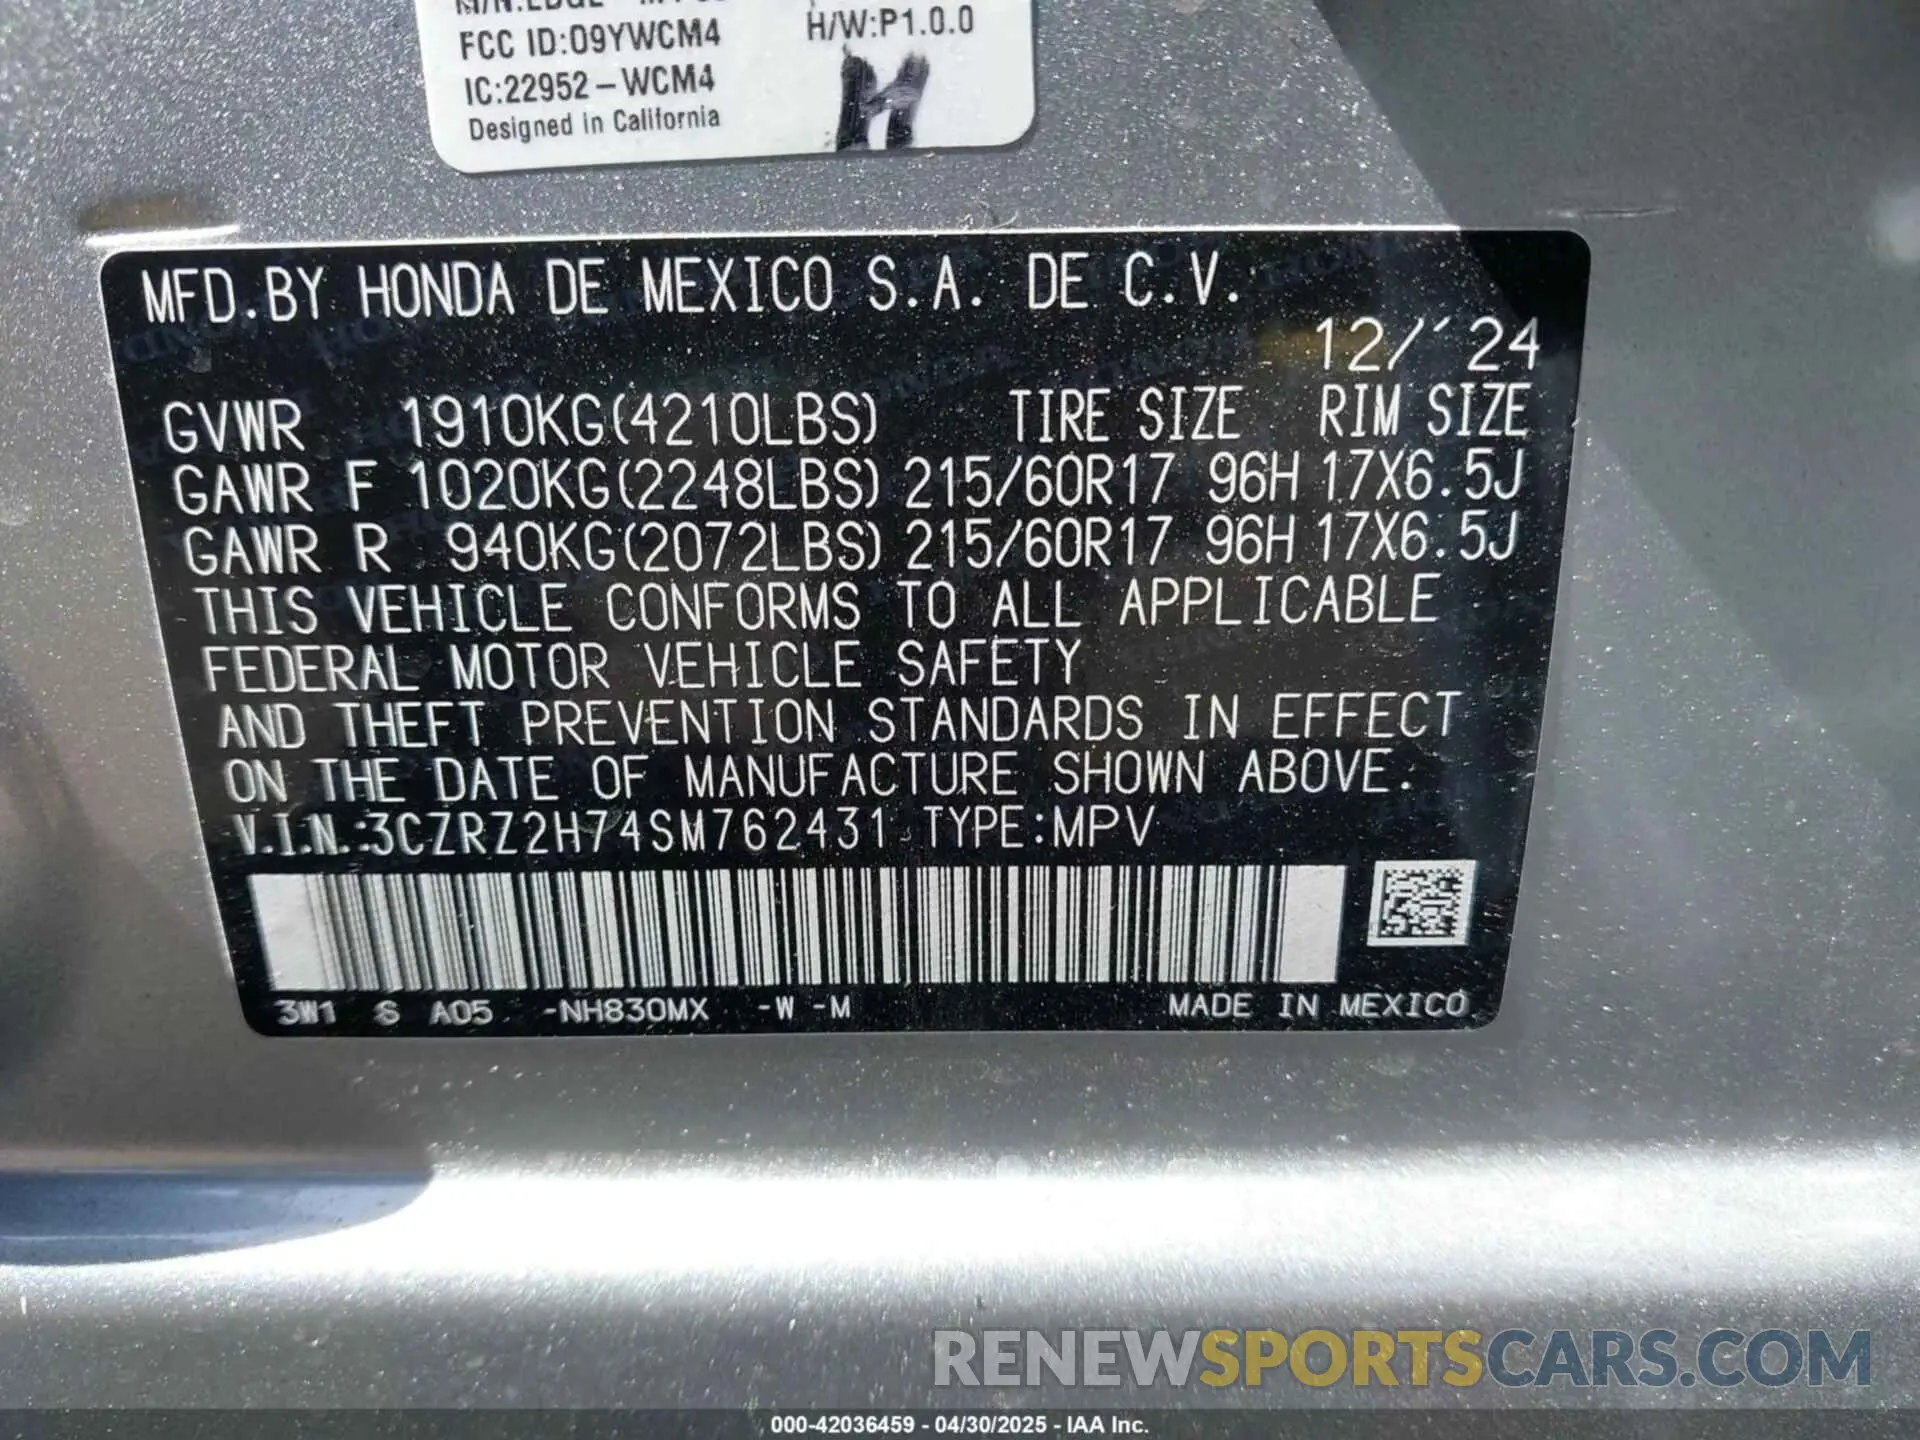 FCC ID:O9YWCM4
H/W:P1.0.0
IC:22952-WCM4
Designed in California
MFD.BY HONDA DE MEXICO S.A. DE C.V.
12/´24
GVWR 1910KG(4210LBS) TIRE SIZE RIM SIZE
GAWR F 1020KG(2248LBS) 215/60R17 96H 17X6.5J
GAWR R 940KG(2072LBS) 215/60R17 96H 17X6.5J
THIS VEHICLE CONFORMS TO ALL APPLICABLE
FEDERAL MOTOR VEHICLE SAFETY
AND THEFT PREVENTION STANDARDS IN EFFECT
ON THE DATE OF MANUFACTURE SHOWN ABOVE.
V.I.N.:3CZRZ2H74SM762431 TYPE:MPV
3W1 S A05 -NH830MX -W -M MADE IN MEXICO
RENEWSPORTSCARS.COM
000-42036459 - 04/30/2025 - IAA Inc.